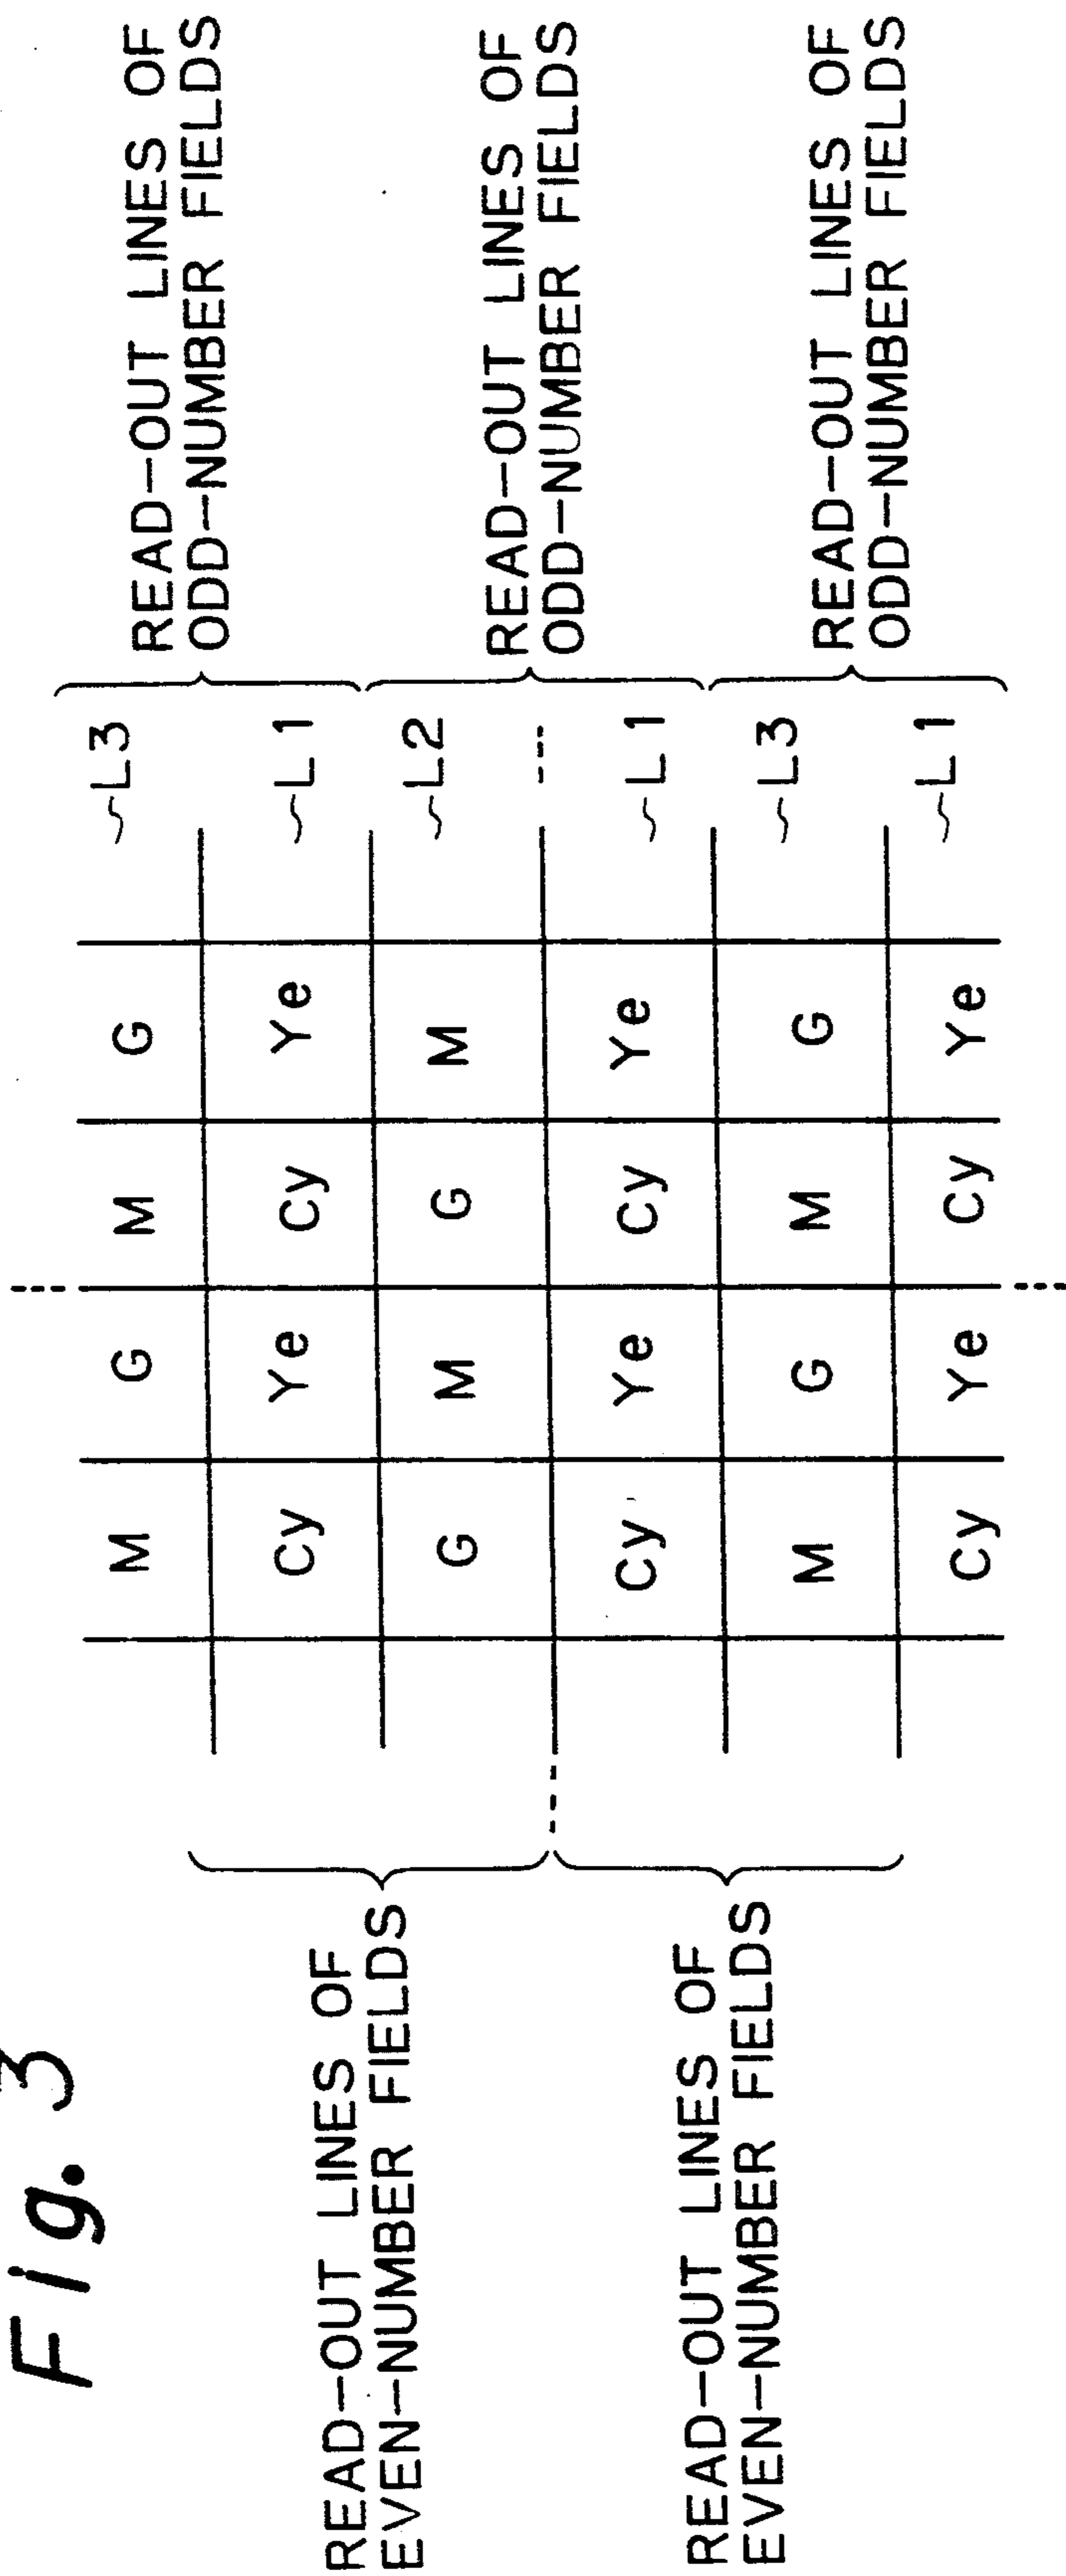 Fig. 3
READ-OUT LINES OF
EVEN-NUMBER FIELDS
READ-OUT LINES OF
EVEN-NUMBER FIELDS
M G M G L3
Cy Ye Cy Ye L1
G M G M L2
Cy Ye Cy Ye L1
M G M G L3
Cy Ye Cy Ye L1
READ-OUT LINES OF
ODD-NUMBER FIELDS
READ-OUT LINES OF
ODD-NUMBER FIELDS
READ-OUT LINES OF
ODD-NUMBER FIELDS